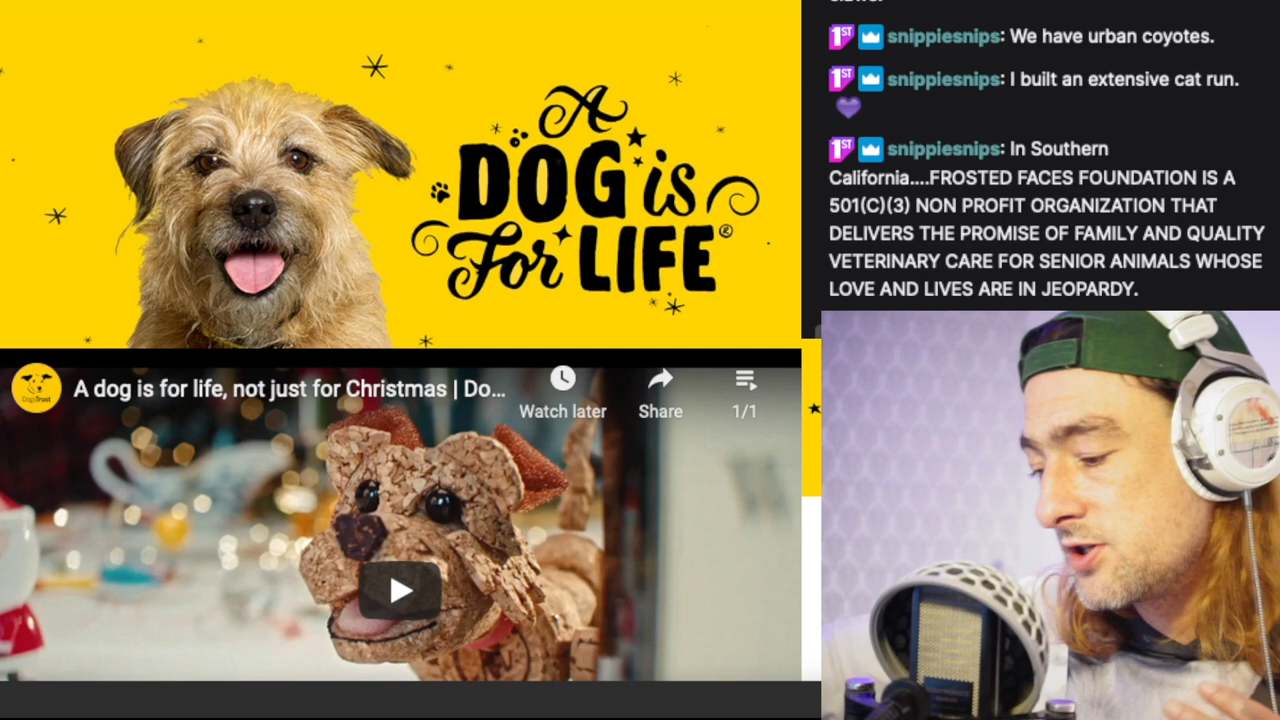 A
DOG is
For LIFE®
DogsTrust
A dog is for life, not just for Christmas | Do...
Watch later
Share
1/1
1ST snippiesnips: We have urban coyotes.
1ST snippiesnips: I built an extensive cat run.
1ST snippiesnips: In Southern
California....FROSTED FACES FOUNDATION IS A
501(C)(3) NON PROFIT ORGANIZATION THAT
DELIVERS THE PROMISE OF FAMILY AND QUALITY
VETERINARY CARE FOR SENIOR ANIMALS WHOSE
LOVE AND LIVES ARE IN JEOPARDY.